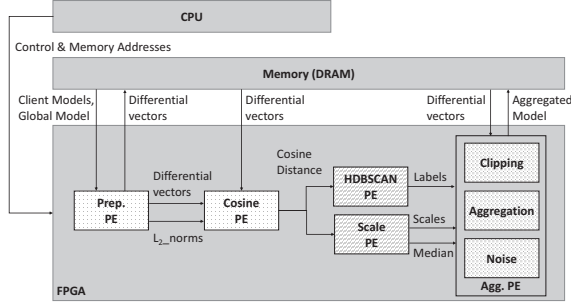 CPU
Control & Memory Addresses
Memory (DRAM)
Client Models,
Global Model
Differential
vectors
Differential
vectors
Differential
vectors
Aggregated
Model
Cosine
Distance
Differential
vectors
Prep.
PE
L2_norms
Cosine
PE
HDBSCAN
PE
Labels
Scale
PE
Scales
Median
Clipping
Aggregation
Noise
Agg. PE
FPGA